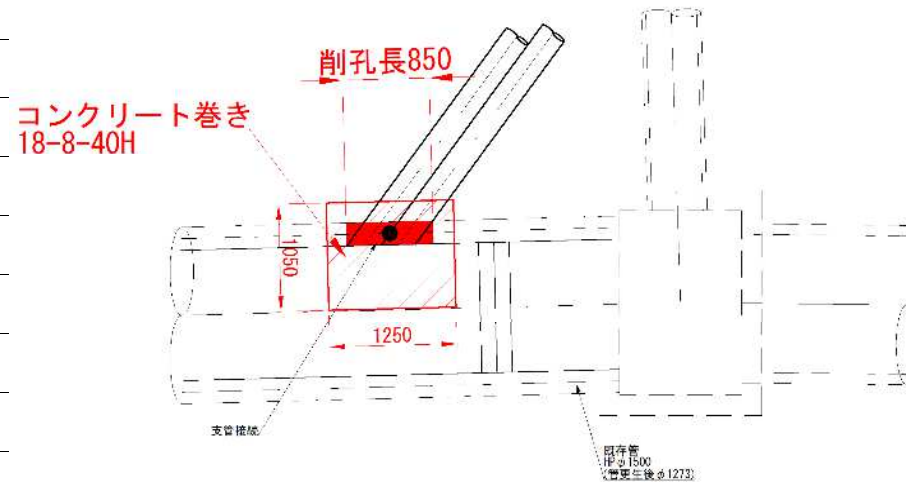 削孔長850
コンクリート巻き
18-8-40H
1050
1250
支管接続
既存管
HPφ1500
(管更生後φ1273)